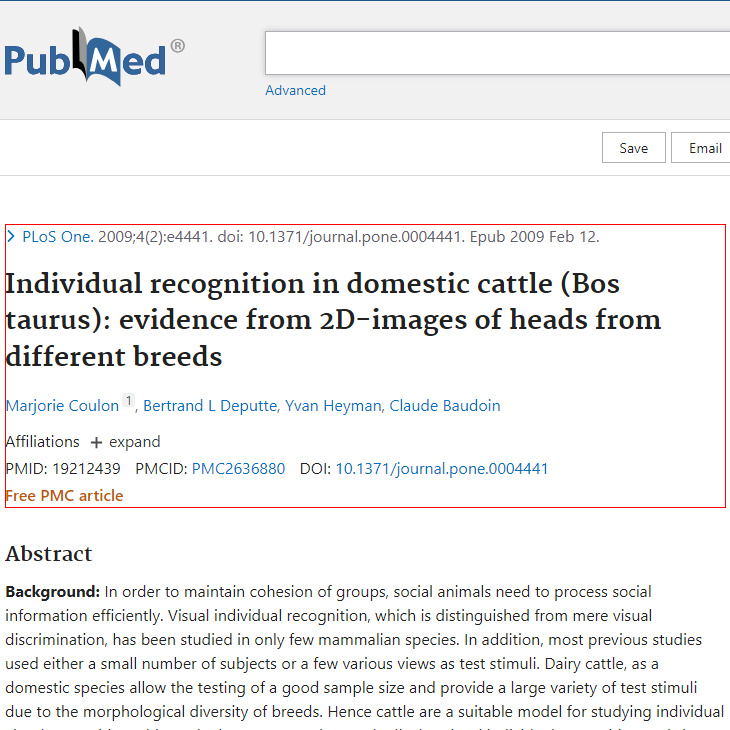 PubMed®
Advanced
Save Email
PLoS One. 2009;4(2):e4441. doi: 10.1371/journal.pone.0004441. Epub 2009 Feb 12.
Individual recognition in domestic cattle (Bos
taurus): evidence from 2D-images of heads from
different breeds
Marjorie Coulon 1, Bertrand L Deputte, Yvan Heyman, Claude Baudoin
Affiliations + expand
PMID: 19212439 PMCID: PMC2636880 DOI: 10.1371/journal.pone.0004441
Free PMC article
Abstract
Background: In order to maintain cohesion of groups, social animals need to process social
information efficiently. Visual individual recognition, which is distinguished from mere visual
discrimination, has been studied in only few mammalian species. In addition, most previous studies
used either a small number of subjects or a few various views as test stimuli. Dairy cattle, as a
domestic species allow the testing of a good sample size and provide a large variety of test stimuli
due to the morphological diversity of breeds. Hence cattle are a suitable model for studying individual